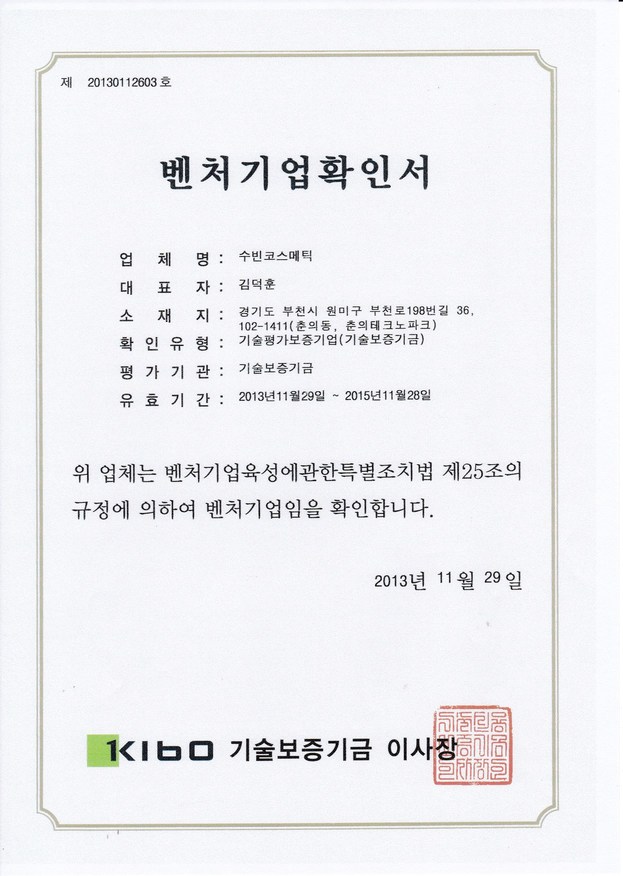 제 20130112603 호
벤처기업확인서
업 체 명 : 수빈코스메틱
대 표 자 : 김덕훈
소 재 지 : 경기도 부천시 원미구 부천로198번길 36,
102-1411(춘의동, 춘의테크노파크)
확 인 유 형 : 기술평가보증기업(기술보증기금)
평 가 기 관 : 기술보증기금
유 효 기 간 : 2013년11월29일 ~ 2015년11월28일
위 업체는 벤처기업육성에관한특별조치법 제25조의
규정에 의하여 벤처기업임을 확인합니다.
2013년 11월 29일
KIBO 기술보증기금 이사장